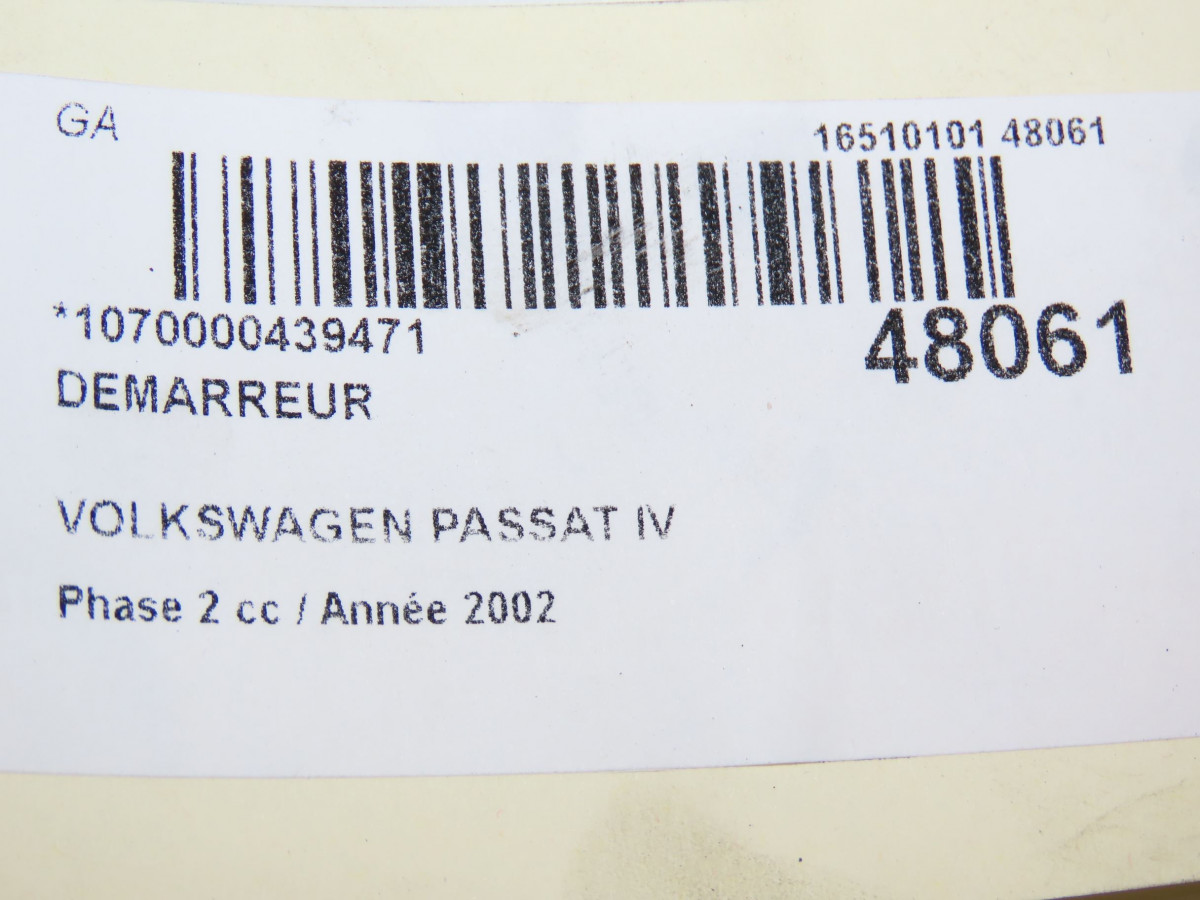 GA
16510101 48061
*1070000439471
48061
DEMARREUR
VOLKSWAGEN PASSAT IV
Phase 2 cc / Année 2002